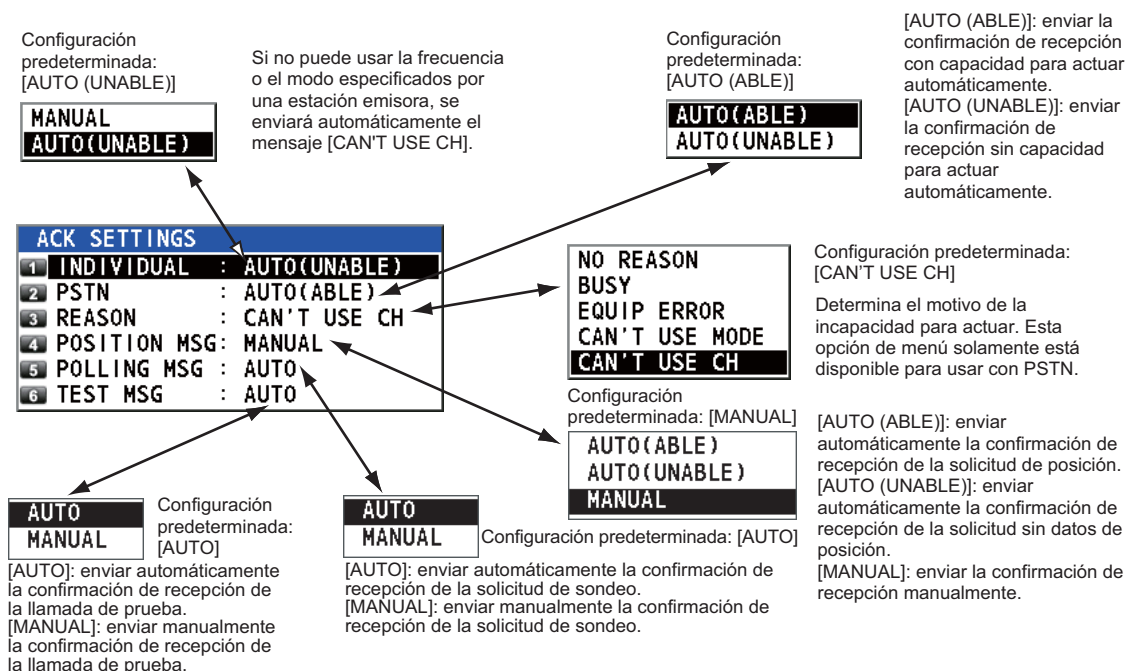 Configuración
predeterminada:
[AUTO (UNABLE)]
MANUAL
AUTO(UNABLE)
Si no puede usar la frecuencia
o el modo especificados por
una estación emisora, se
enviará automáticamente el
mensaje [CAN'T USE CH].
Configuración
predeterminada:
[AUTO (ABLE)]
AUTO(ABLE)
AUTO(UNABLE)
[AUTO (ABLE)]: enviar la
confirmación de recepción
con capacidad para actuar
automáticamente.
[AUTO (UNABLE)]: enviar
la confirmación de
recepción sin capacidad
para actuar
automáticamente.
ACK SETTINGS
1 INDIVIDUAL : AUTO(UNABLE)
2 PSTN : AUTO(ABLE)
3 REASON : CAN'T USE CH
4 POSITION MSG: MANUAL
5 POLLING MSG : AUTO
6 TEST MSG : AUTO
NO REASON
BUSY
EQUIP ERROR
CAN'T USE MODE
CAN'T USE CH
Configuración predeterminada:
[CAN'T USE CH]
Determina el motivo de la
incapacidad para actuar. Esta
opción de menú solamente está
disponible para usar con PSTN.
Configuración
predeterminada: [MANUAL]
AUTO(ABLE)
AUTO(UNABLE)
MANUAL
[AUTO (ABLE)]: enviar
automáticamente la confirmación de
recepción de la solicitud de posición.
[AUTO (UNABLE)]: enviar
automáticamente la confirmación de
recepción de la solicitud sin datos de
posición.
[MANUAL]: enviar la confirmación de
recepción manualmente.
AUTO
MANUAL
Configuración
predeterminada:
[AUTO]
[AUTO]: enviar automáticamente
la confirmación de recepción de
la llamada de prueba.
[MANUAL]: enviar manualmente
la confirmación de recepción de
la llamada de prueba.
AUTO
MANUAL
Configuración predeterminada: [AUTO]
[AUTO]: enviar automáticamente la confirmación de
recepción de la solicitud de sondeo.
[MANUAL]: enviar manualmente la confirmación de
recepción de la solicitud de sondeo.